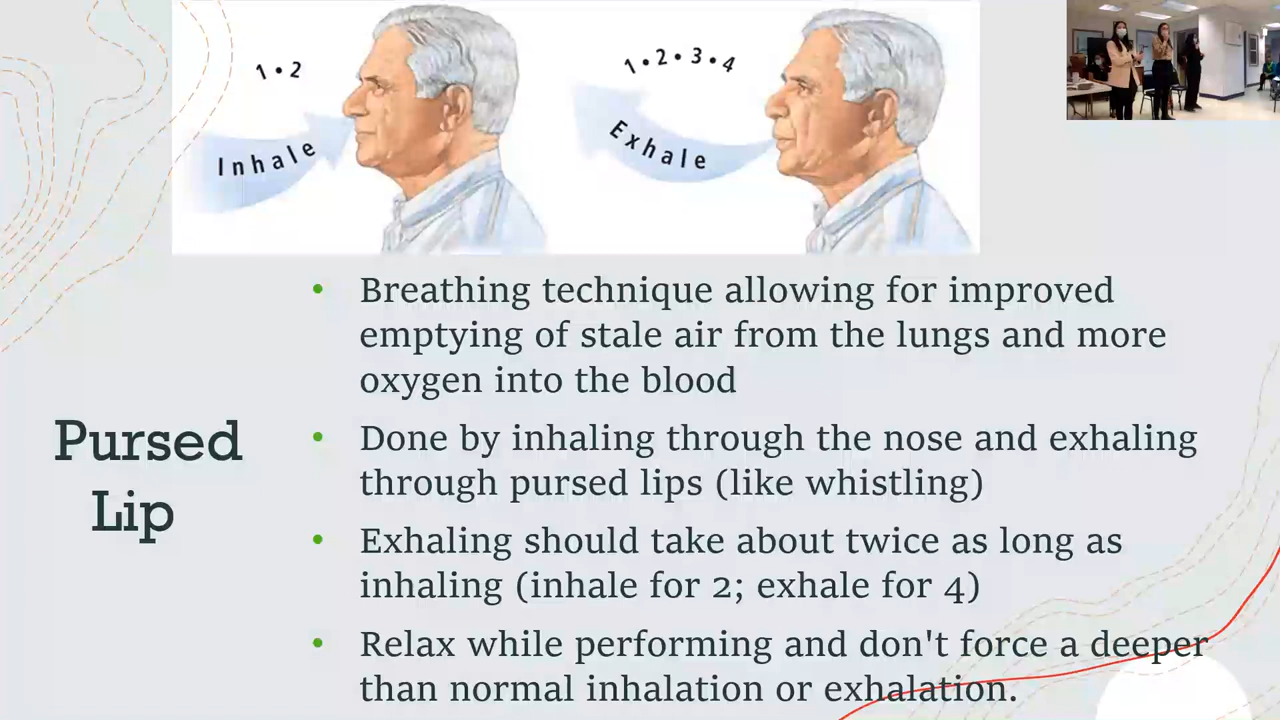 1 • 2
Inhale
1 • 2 • 3 • 4
Exhale
Pursed
Lip
• Breathing technique allowing for improved
emptying of stale air from the lungs and more
oxygen into the blood
• Done by inhaling through the nose and exhaling
through pursed lips (like whistling)
• Exhaling should take about twice as long as
inhaling (inhale for 2; exhale for 4)
• Relax while performing and don't force a deeper
than normal inhalation or exhalation.